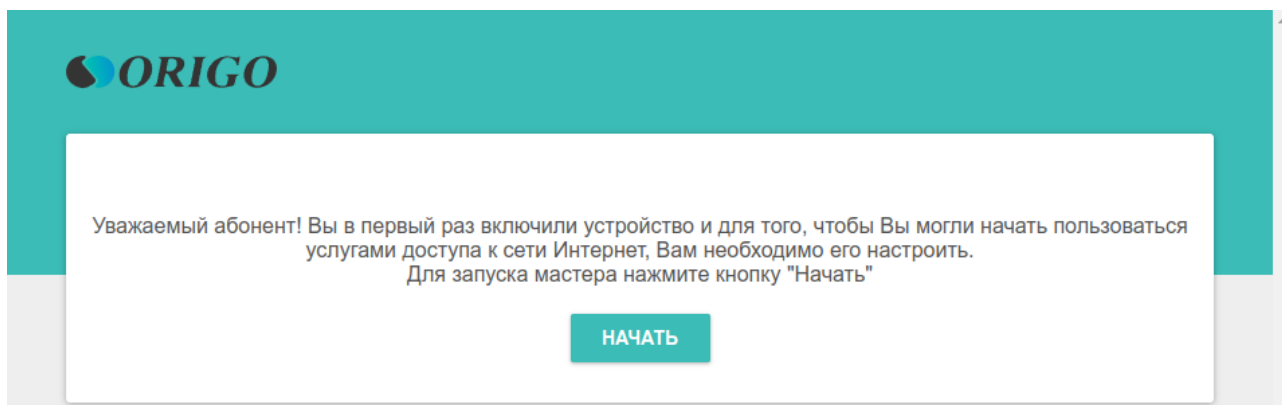 ORIGO
Уважаемый абонент! Вы в первый раз включили устройство и для того, чтобы Вы могли начать пользоваться
услугами доступа к сети Интернет, Вам необходимо его настроить.
Для запуска мастера нажмите кнопку "Начать"
НАЧАТЬ